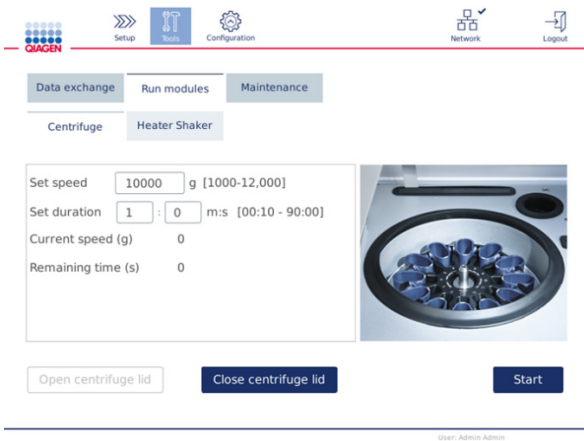 QIAGEN
Setup
Tools
Configuration
Network
Logout
Data exchange
Run modules
Maintenance
Centrifuge
Heater Shaker
Set speed 10000 g [1000-12,000]
Set duration 1 : 0 m:s [00:10 - 90:00]
Current speed (g) 0
Remaining time (s) 0
Open centrifuge lid
Close centrifuge lid
Start
User: Admin Admin